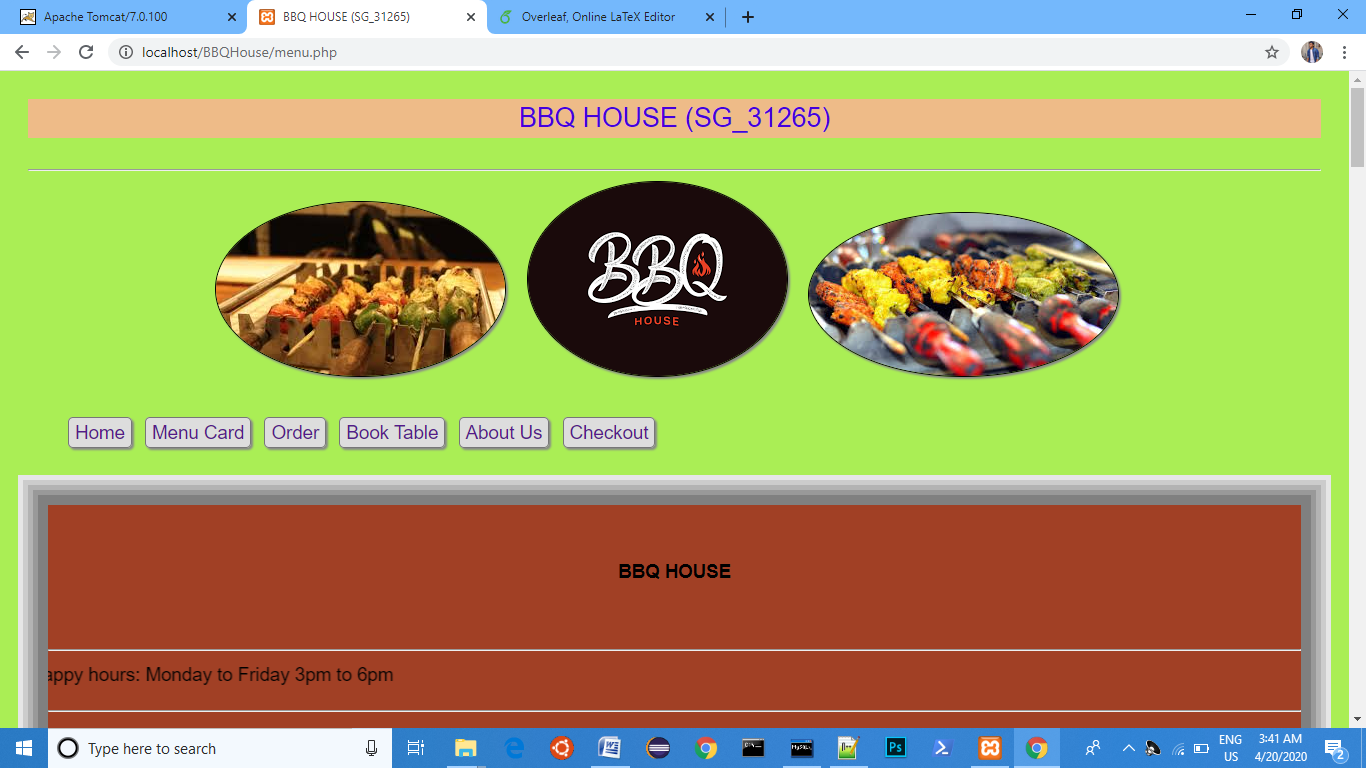 Apache Tomcat/7.0.100
BBQ HOUSE (SG_31265)
Overleaf, Online LaTeX Editor
localhost/BBQHouse/menu.php
BBQ HOUSE (SG_31265)
BBQ
HOUSE
Home
Menu Card
Order
Book Table
About Us
Checkout
BBQ HOUSE
appy hours: Monday to Friday 3pm to 6pm
Type here to search
ENG
US
3:41 AM
4/20/2020
2